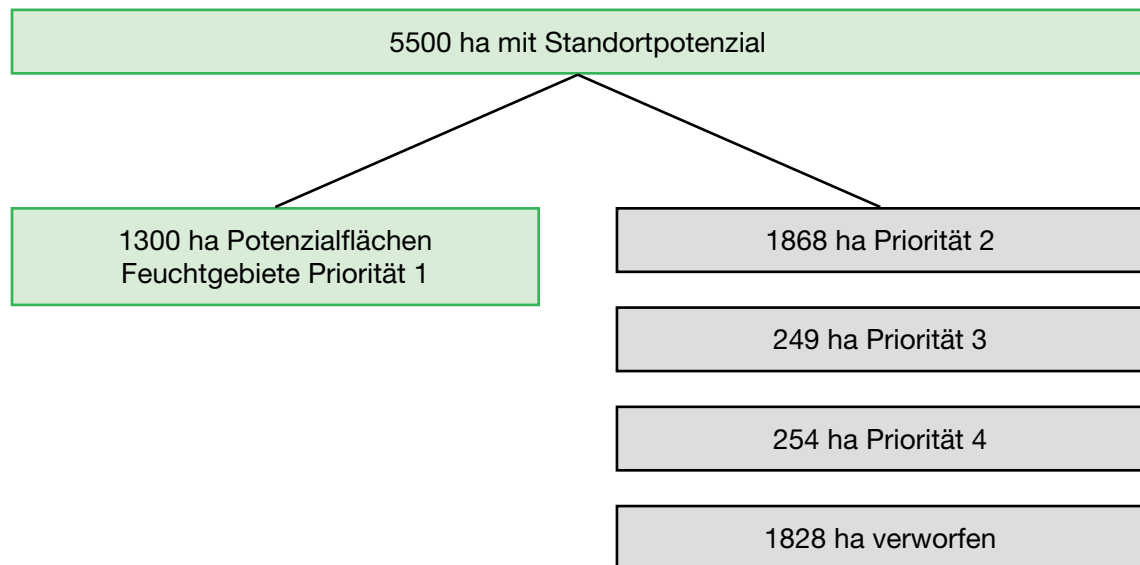 5500 ha mit Standortpotenzial
1300 ha Potenzialflächen
Feuchtgebiete Priorität 1
1868 ha Priorität 2
249 ha Priorität 3
254 ha Priorität 4
1828 ha verworfen